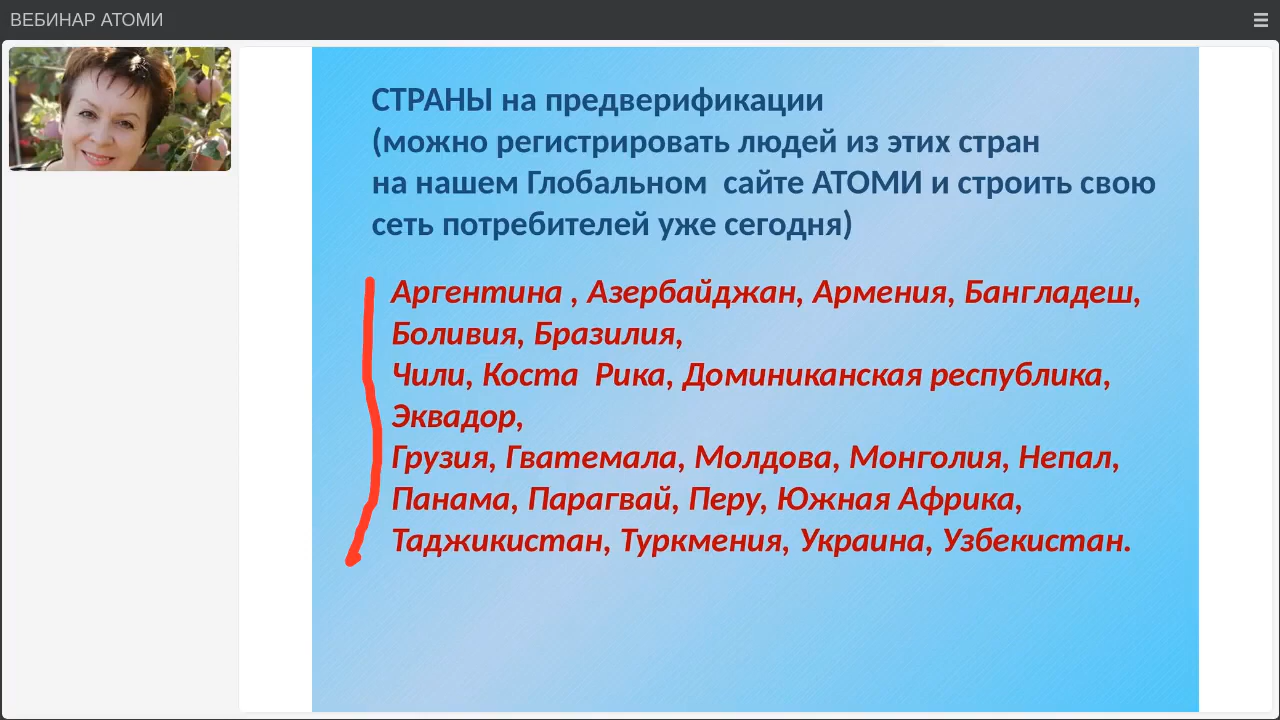 ВЕБИНАР АТОМИ
СТРАНЫ на предверификации
(можно регистрировать людей из этих стран
на нашем Глобальном сайте АТОМИ и строить свою
сеть потребителей уже сегодня)
Аргентина , Азербайджан, Армения, Бангладеш,
Боливия, Бразилия,
Чили, Коста Рика, Доминиканская республика,
Эквадор,
Грузия, Гватемала, Молдова, Монголия, Непал,
Панама, Парагвай, Перу, Южная Африка,
Таджикистан, Туркмения, Украина, Узбекистан.